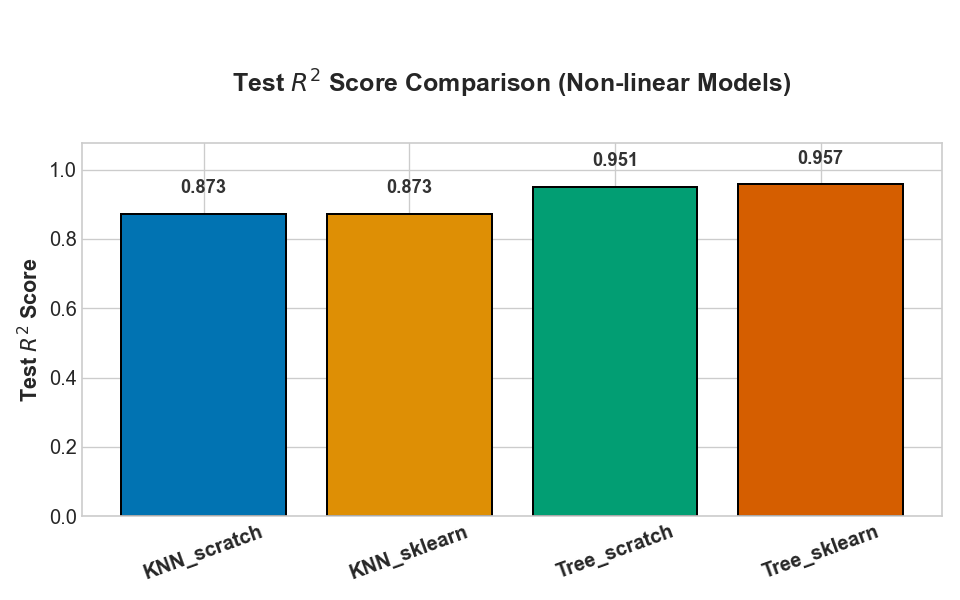 Test R² Score Comparison (Non-linear Models)
0.873
0.873
0.951
0.957
1.0
0.8
0.6
0.4
0.2
0.0
Test R² Score
KNN_scratch
KNN_sklearn
Tree_scratch
Tree_sklearn